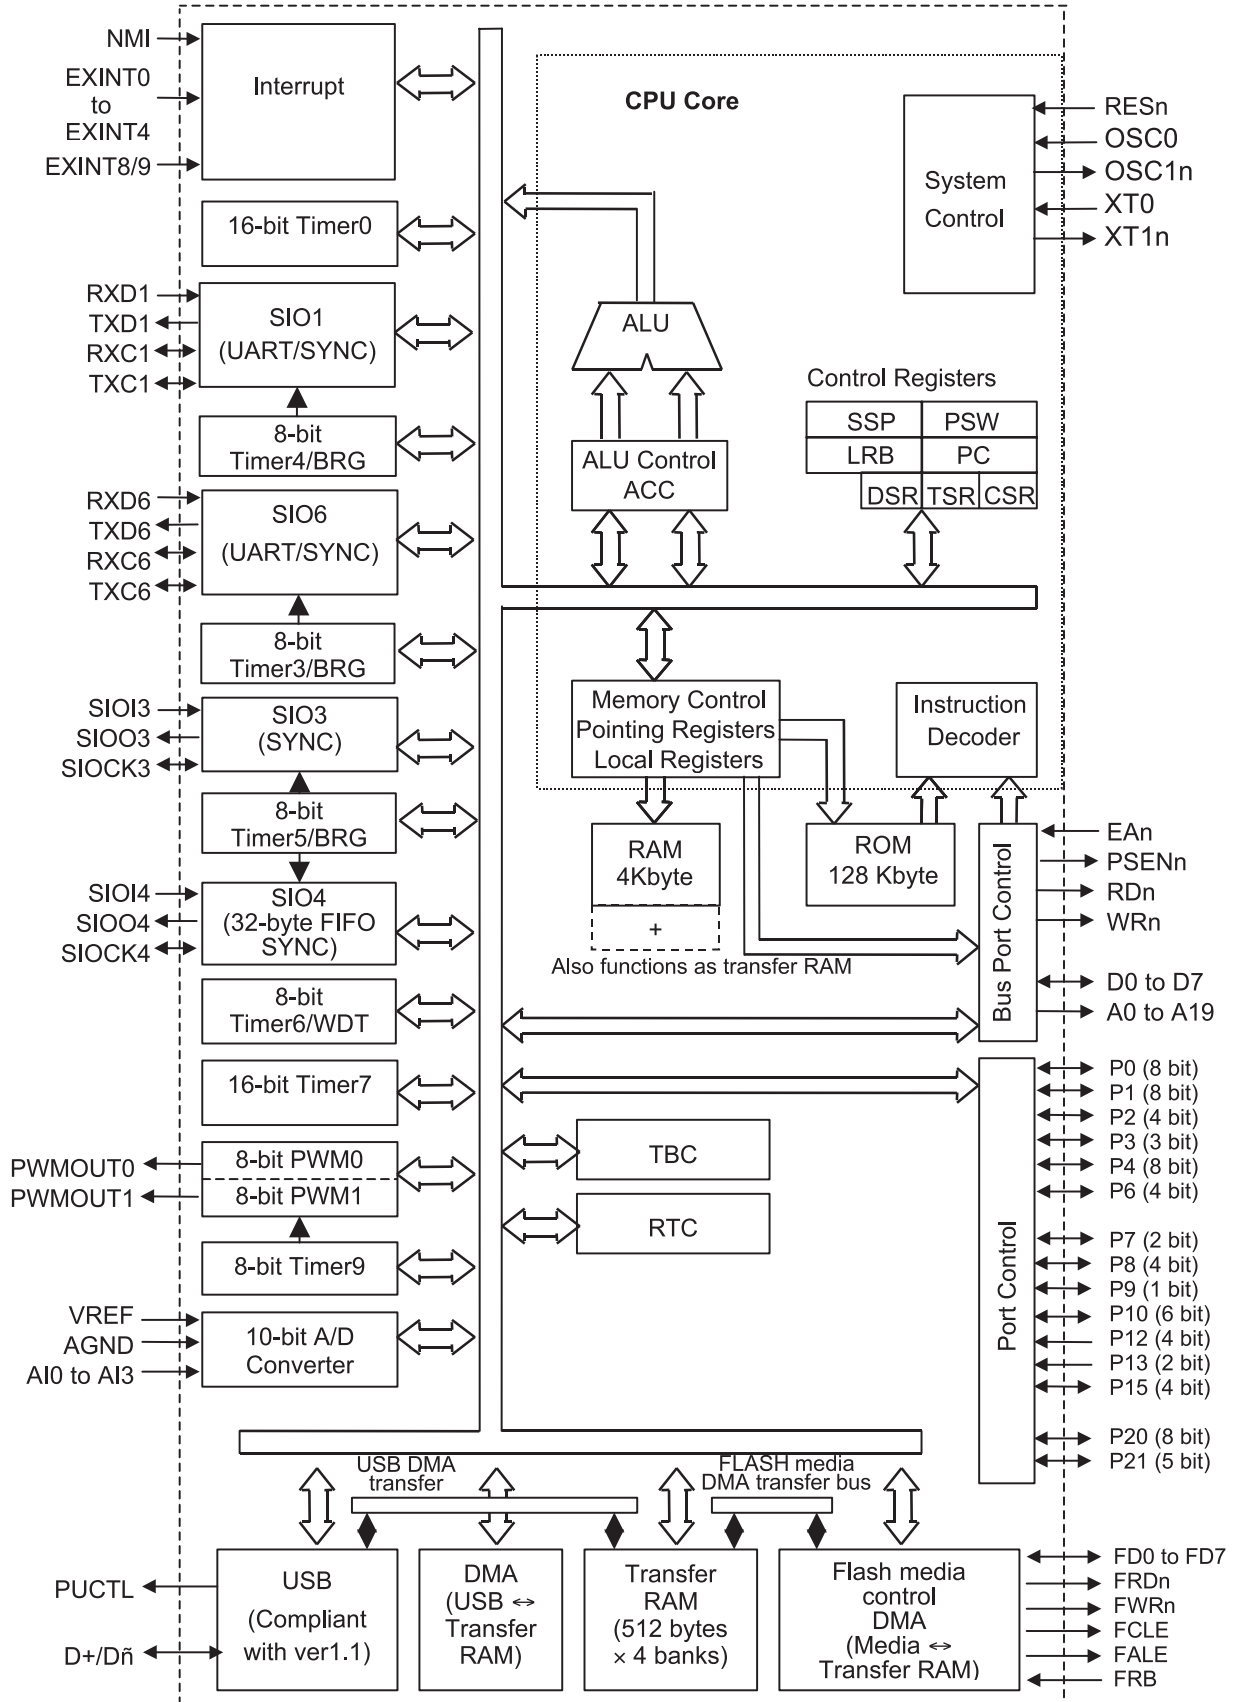 NMI
EXINT0
to
EXINT4
EXINT8/9
Interrupt
CPU Core
System
Control
RESn
OSC0
OSC1n
XT0
XT1n
16-bit Timer0
RXD1
TXD1
RXC1
TXC1
SIO1
(UART/SYNC)
ALU
Control Registers
SSP PSW
LRB PC
DSR TSR CSR
8-bit
Timer4/BRG
ALU Control
ACC
RXD6
TXD6
RXC6
TXC6
SIO6
(UART/SYNC)
8-bit
Timer3/BRG
SIOI3
SIOO3
SIOCK3
SIO3
(SYNC)
Memory Control
Pointing Registers
Local Registers
Instruction
Decoder
8-bit
Timer5/BRG
RAM
4Kbyte
+
Also functions as transfer RAM
ROM
128 Kbyte
Bus Port Control
EAn
PSENn
RDn
WRn
D0 to D7
A0 to A19
SIOI4
SIOO4
SIOCK4
SIO4
(32-byte FIFO
SYNC)
8-bit
Timer6/WDT
16-bit Timer7
PWMOUT0
PWMOUT1
8-bit PWM0
8-bit PWM1
TBC
RTC
8-bit Timer9
VREF
AGND
AI0 to AI3
10-bit A/D
Converter
Port Control
P0 (8 bit)
P1 (8 bit)
P2 (4 bit)
P3 (3 bit)
P4 (8 bit)
P6 (4 bit)
P7 (2 bit)
P8 (4 bit)
P9 (1 bit)
P10 (6 bit)
P12 (4 bit)
P13 (2 bit)
P15 (4 bit)
P20 (8 bit)
P21 (5 bit)
USB DMA
transfer
FLASH media
DMA transfer bus
PUCTL
D+/Dñ
USB
(Compliant
with ver1.1)
DMA
(USB ↔
Transfer
RAM)
Transfer
RAM
(512 bytes
× 4 banks)
Flash media
control
DMA
(Media ↔
Transfer RAM)
FD0 to FD7
FRDn
FWRn
FCLE
FALE
FRB